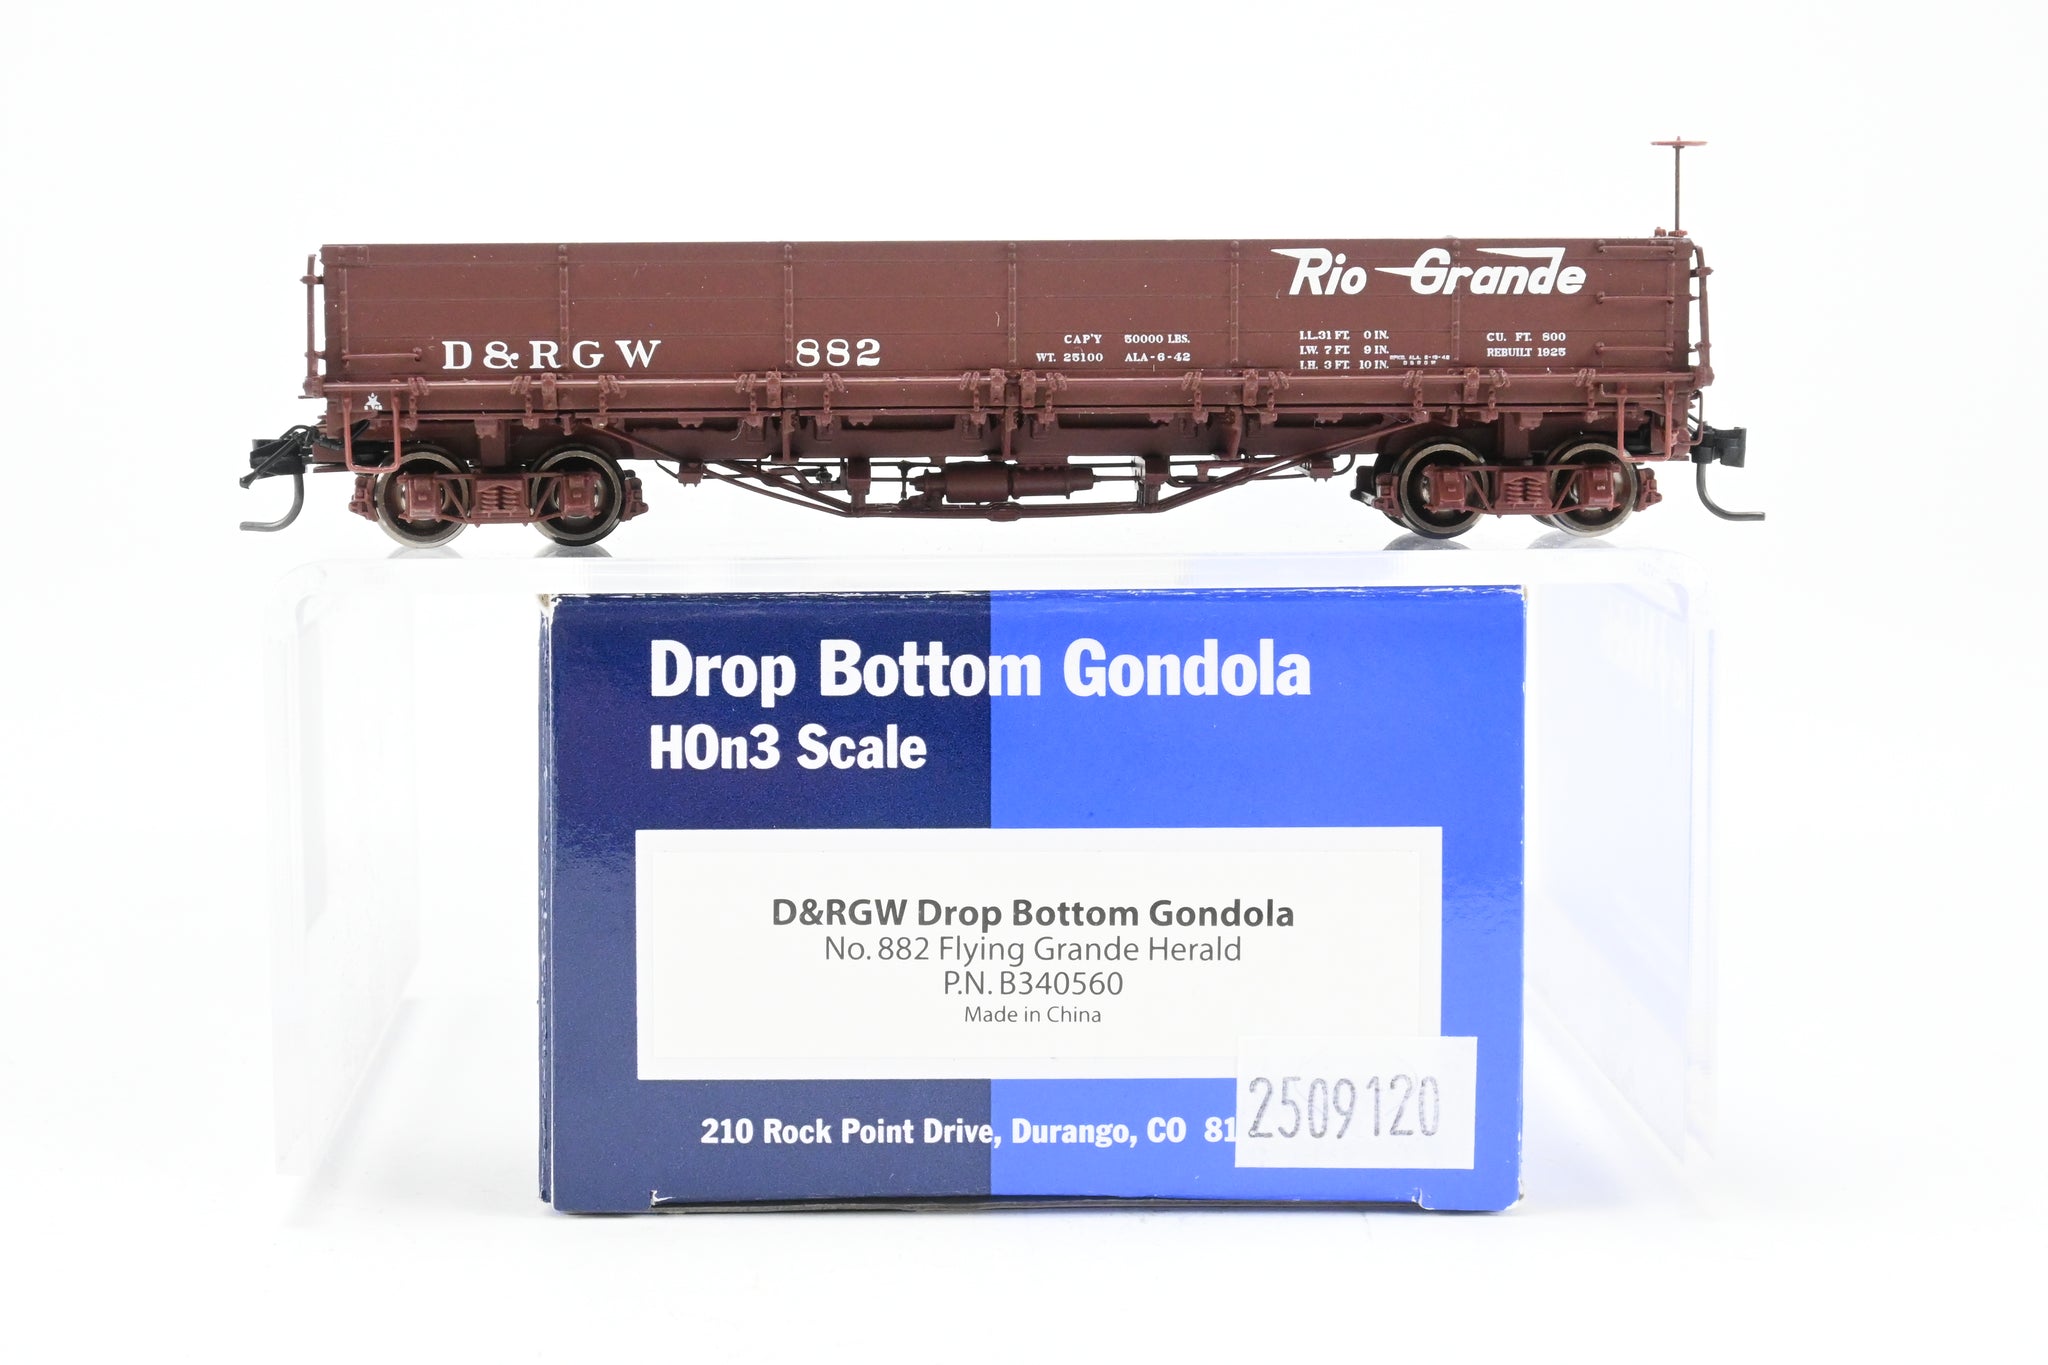 Rio Grande
D&RGW 882
CAP'Y 50000 LBS.
WT. 25100 ALA-6-42
I.L. 31 FT. 0 IN.
I.W. 7 FT. 9 IN.
I.H. 3 FT. 10 IN.
CU. FT. 800
REBUILT 1925
Drop Bottom Gondola
HOn3 Scale
D&RGW Drop Bottom Gondola
No. 882 Flying Grande Herald
P.N. B340560
Made in China
210 Rock Point Drive, Durango, CO 81
2509120